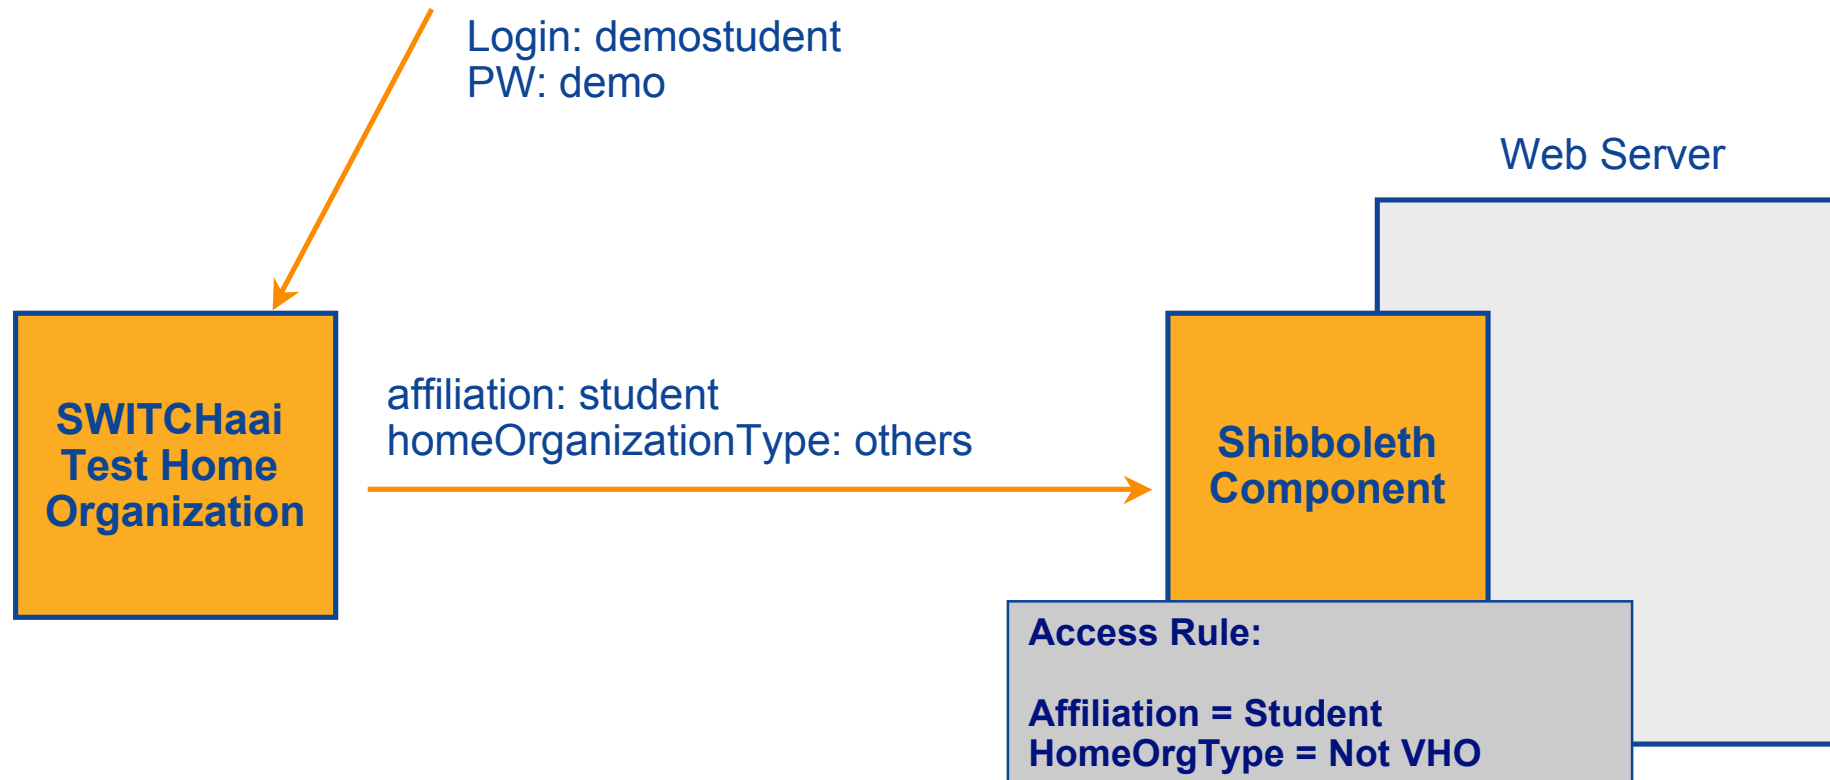 Login: demostudent
PW: demo
Web Server
SWITCHaai
Test Home
Organization
affiliation: student
homeOrganizationType: others
Shibboleth
Component
Access Rule:
Affiliation = Student
HomeOrgType = Not VHO